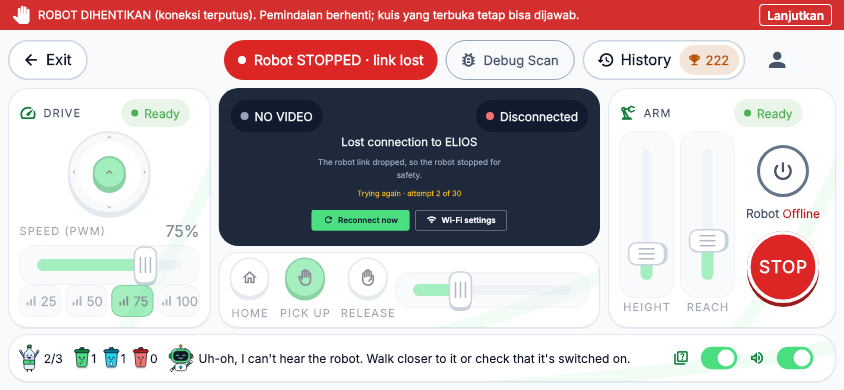 ROBOT DIHENTIKAN (koneksi terputus). Pemindaian berhenti; kuis yang terbuka tetap bisa dijawab.
Lanjutkan
Exit
Robot STOPPED · link lost
Debug Scan
History
222
DRIVE
Ready
SPEED (PWM)
75%
25
50
75
100
NO VIDEO
Disconnected
Lost connection to ELIOS
The robot link dropped, so the robot stopped for
safety.
Trying again · attempt 2 of 30
Reconnect now
Wi-Fi settings
HOME
PICK UP
RELEASE
ARM
Ready
Robot Offline
STOP
HEIGHT
REACH
2/3
1
1
0
Uh-oh, I can't hear the robot. Walk closer to it or check that it's switched on.